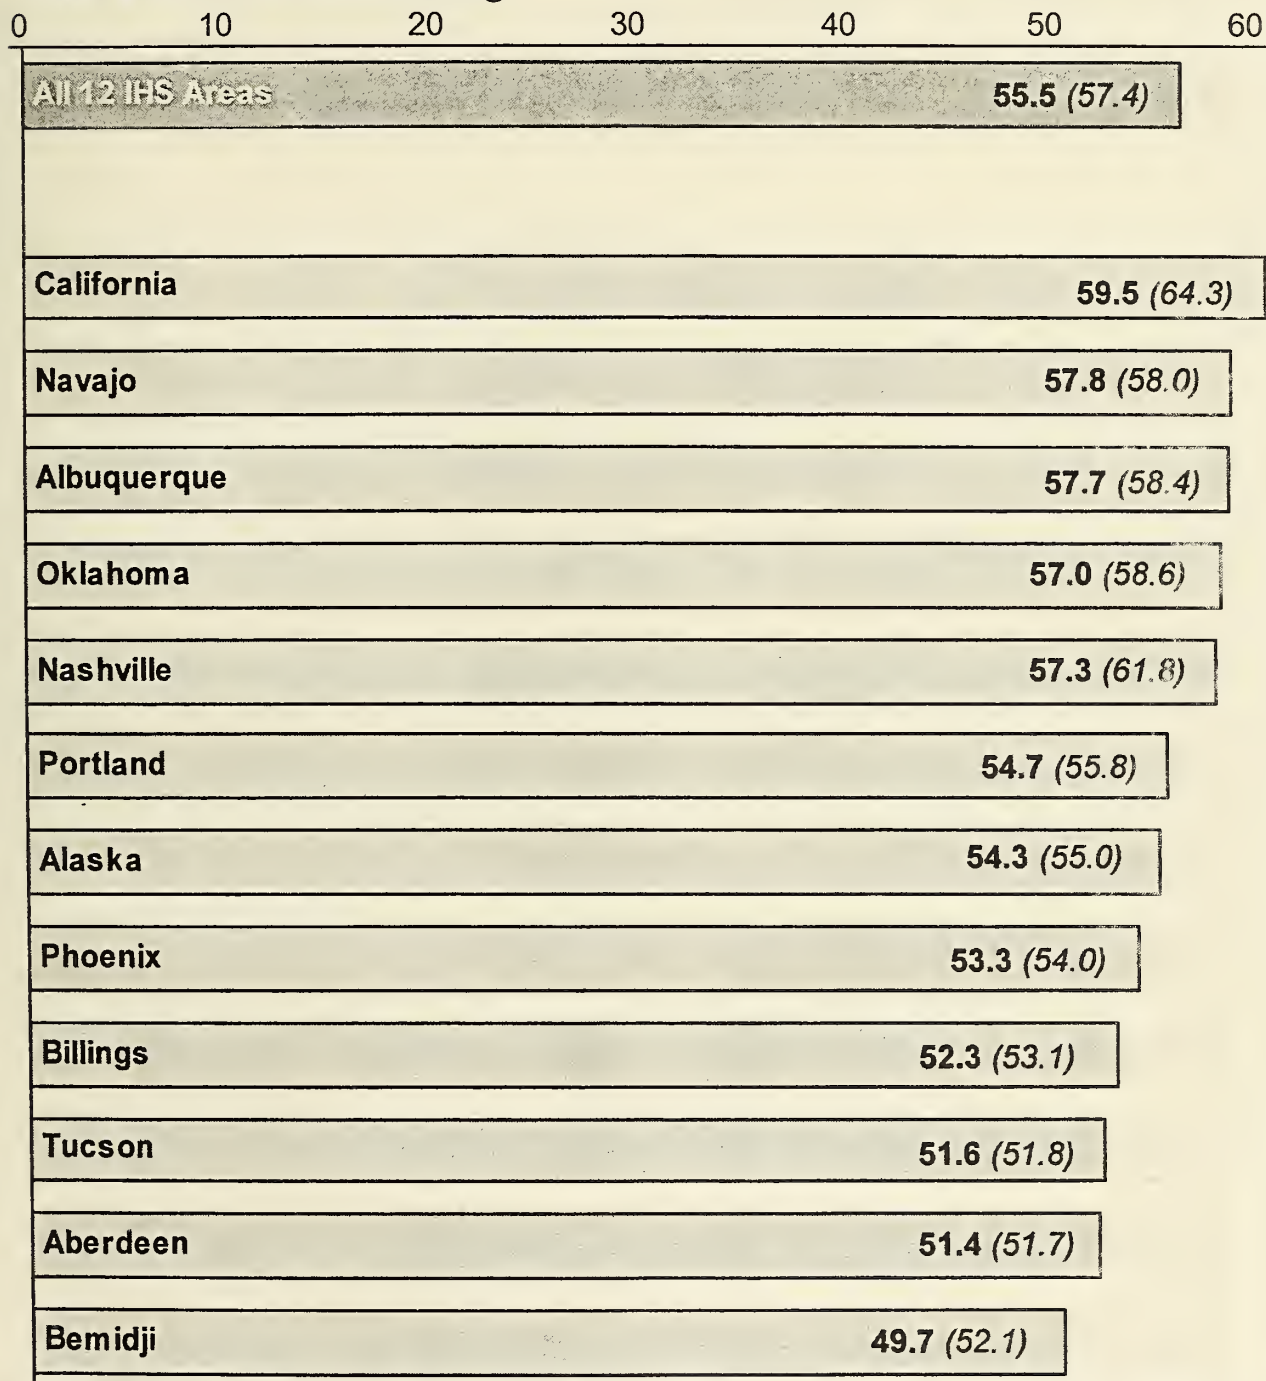 0 10 20 30 40 50 60
All 12 IHS Areas 55.5 (57.4)
California 59.5 (64.3)
Navajo 57.8 (58.0)
Albuquerque 57.7 (58.4)
Oklahoma 57.0 (58.6)
Nashville 57.3 (61.8)
Portland 54.7 (55.8)
Alaska 54.3 (55.0)
Phoenix 53.3 (54.0)
Billings 52.3 (53.1)
Tucson 51.6 (51.8)
Aberdeen 51.4 (51.7)
Bemidji 49.7 (52.1)